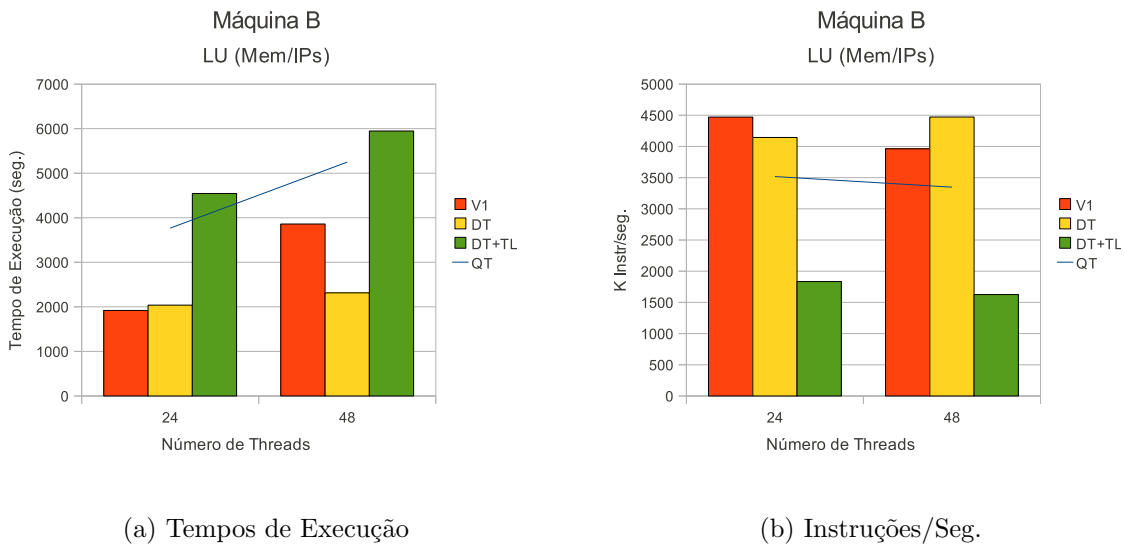 Máquina B
LU (Mem/IPs)
7000
6000
5000
4000
3000
2000
1000
0
Tempo de Execução (seg.)
24
48
Número de Threads
V1
DT
DT+TL
QT
(a) Tempos de Execução
Máquina B
LU (Mem/IPs)
5000
4500
4000
3500
3000
2500
2000
1500
1000
500
0
K Instr/seg.
24
48
Número de Threads
V1
DT
DT+TL
QT
(b) Instruções/Seg.